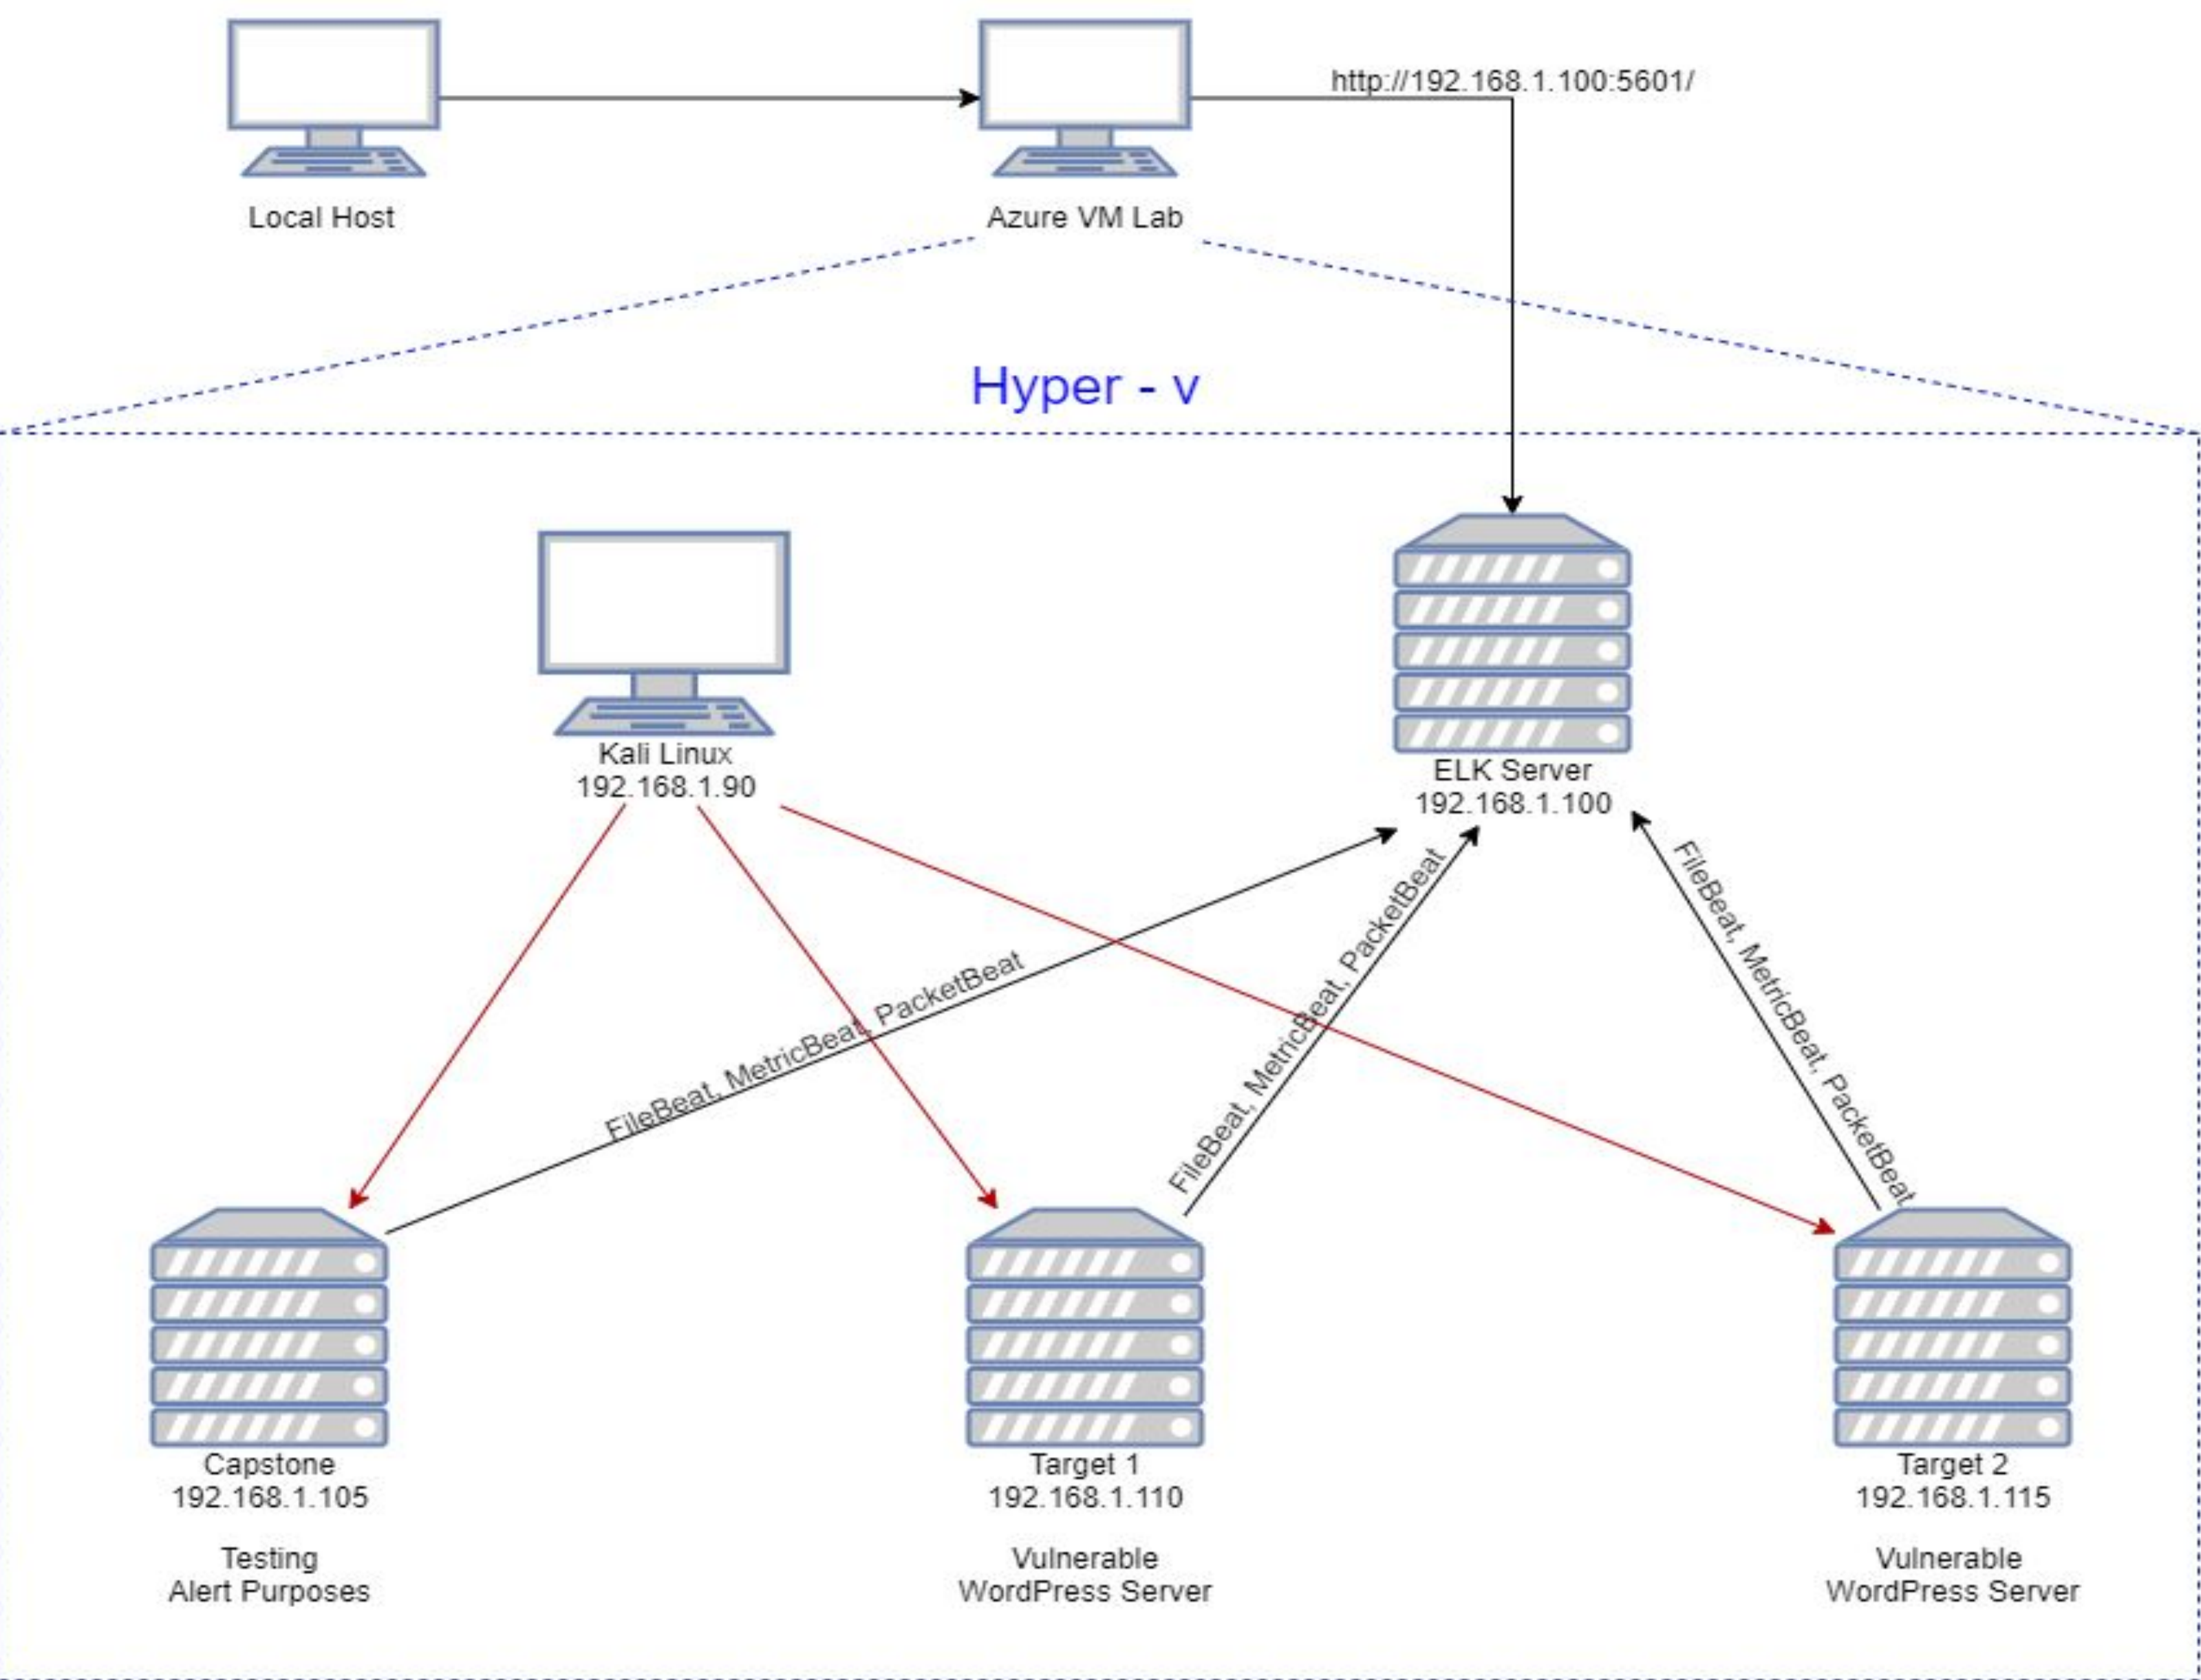 http://192.168.1.100:5601/
Local Host
Azure VM Lab
Hyper - v
Kali Linux
192.168.1.90
ELK Server
192.168.1.100
FileBeat, MetricBeat, PacketBeat
FileBeat, MetricBeat, PacketBeat
FileBeat, MetricBeat, PacketBeat
Capstone
192.168.1.105
Testing
Alert Purposes
Target 1
192.168.1.110
Vulnerable
WordPress Server
Target 2
192.168.1.115
Vulnerable
WordPress Server